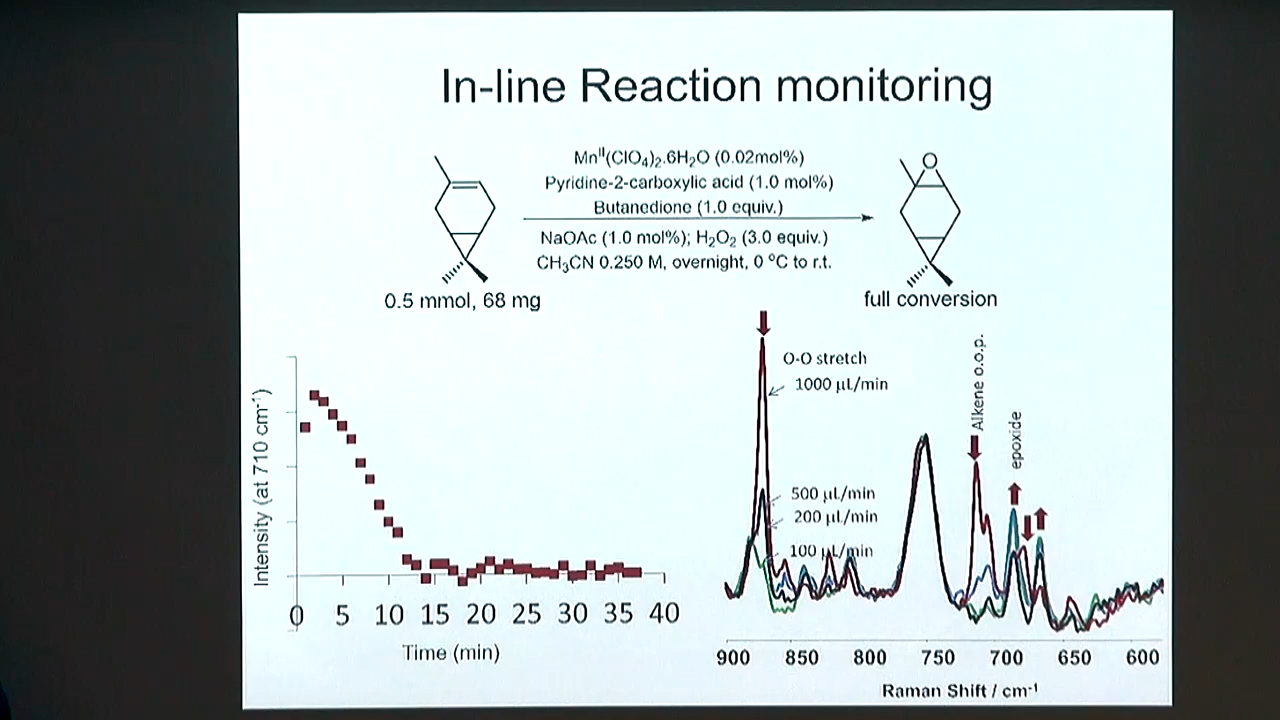 In-line Reaction monitoring
Mnᴵᴵ(ClO₄)₂.6H₂O (0.02mol%)
Pyridine-2-carboxylic acid (1.0 mol%)
Butanedione (1.0 equiv.)
NaOAc (1.0 mol%); H₂O₂ (3.0 equiv.)
CH₃CN 0.250 M, overnight, 0 ⁰C to r.t.
O
0.5 mmol, 68 mg
full conversion
Intensity (at 710 cm⁻¹)
0 5 10 15 20 25 30 35 40
Time (min)
O-O stretch
1000 µL/min
500 µL/min
200 µL/min
100 µL/min
Alkene o.o.p.
epoxide
900 850 800 750 700 650 600
Raman Shift / cm⁻¹